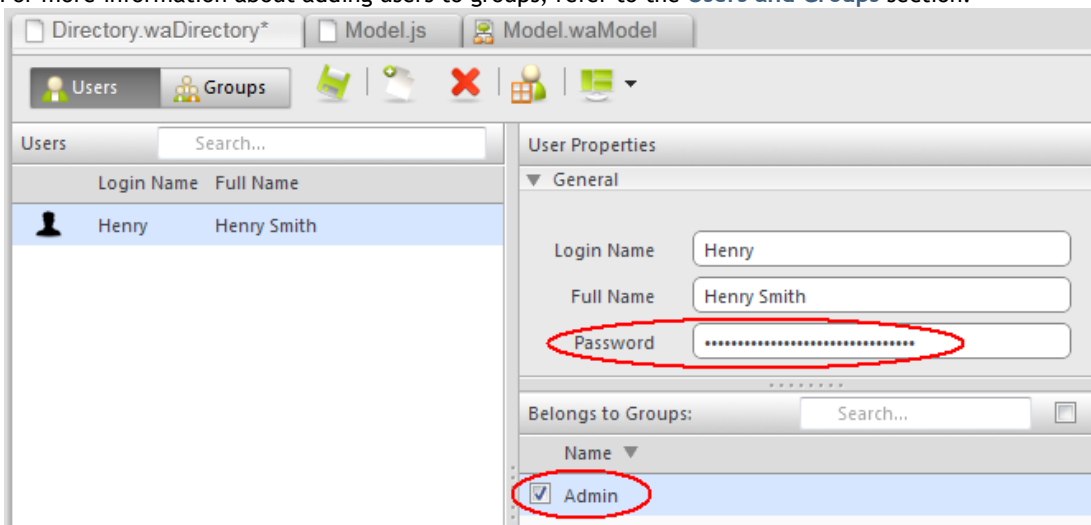 For more information about adding users to groups, refer to the Users and Groups section.
Directory.waDirectory* Model.js Model.waModel
Users Groups
Users Search...
Login Name Full Name
Henry Henry Smith
User Properties
General
Login Name Henry
Full Name Henry Smith
Password ••••••••••••••••••••••••••••••••
Belongs to Groups: Search...
Name
Admin